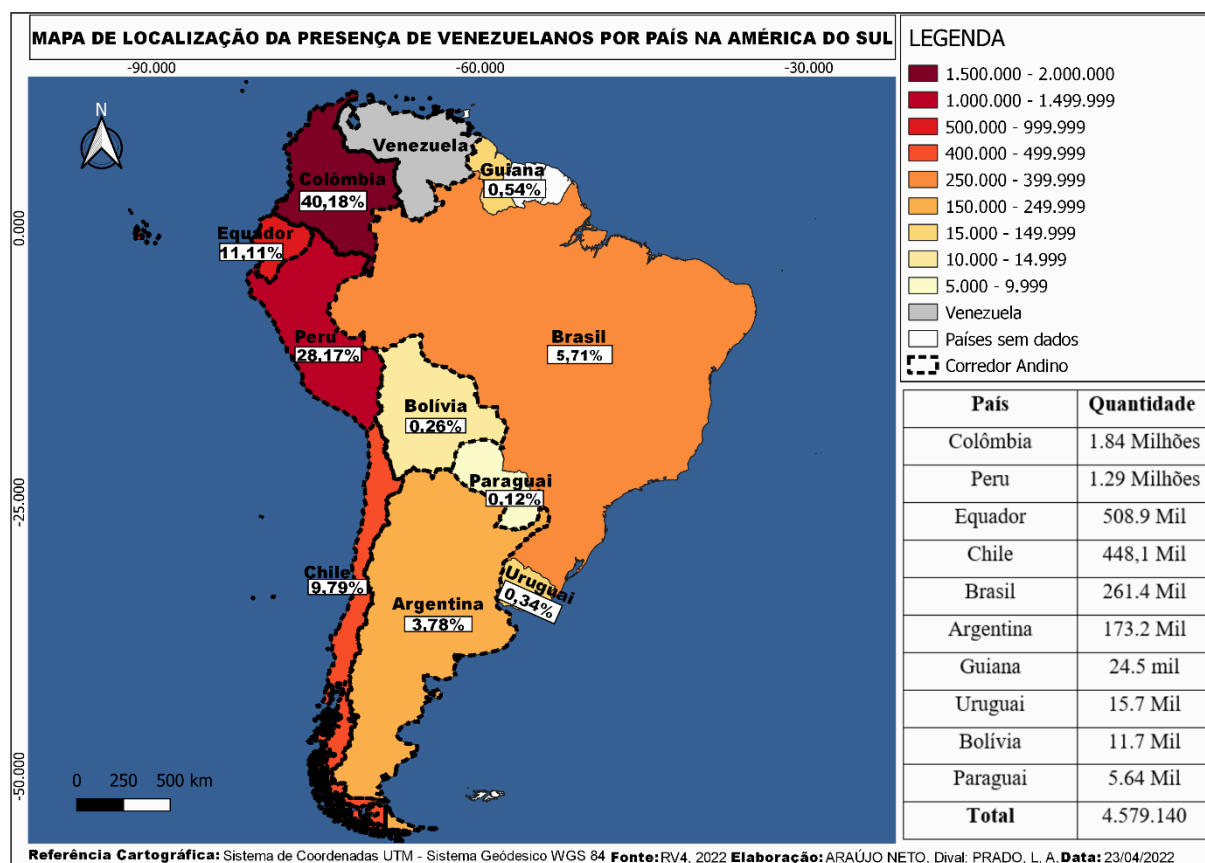 MAPA DE LOCALIZAÇÃO DA PRESENÇA DE VENEZUELANOS POR PAÍS NA AMÉRICA DO SUL
-90.000 -60.000 -30.000
N
0.000
-25.000
-50.000
Venezuela
Guiana
0,54%
Colômbia
40,18%
Equador
11,11%
Peru
28,17%
Brasil
5,71%
Bolívia
0,26%
Paraguai
0,12%
Chile
9,79%
Argentina
3,78%
Uruguai
0,34%
0 250 500 km
LEGENDA
1.500.000 - 2.000.000
1.000.000 - 1.499.999
500.000 - 999.999
400.000 - 499.999
250.000 - 399.999
150.000 - 249.999
15.000 - 149.999
10.000 - 14.999
5.000 - 9.999
Venezuela
Países sem dados
Corredor Andino
País Quantidade
Colômbia 1.84 Milhões
Peru 1.29 Milhões
Equador 508.9 Mil
Chile 448,1 Mil
Brasil 261.4 Mil
Argentina 173.2 Mil
Guiana 24.5 mil
Uruguai 15.7 Mil
Bolívia 11.7 Mil
Paraguai 5.64 Mil
Total 4.579.140
Referência Cartográfica: Sistema de Coordenadas UTM - Sistema Geódesico WGS 84 Fonte: RV4, 2022 Elaboração: ARAÚJO NETO, Dival; PRADO, L. A. Data: 23/04/2022